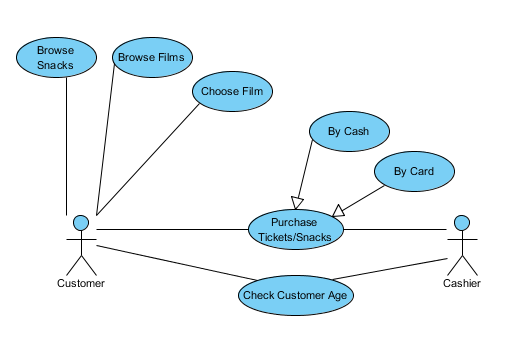 Browse
Snacks
Browse Films
Choose Film
By Cash
By Card
Purchase
Tickets/Snacks
Customer
Cashier
Check Customer Age